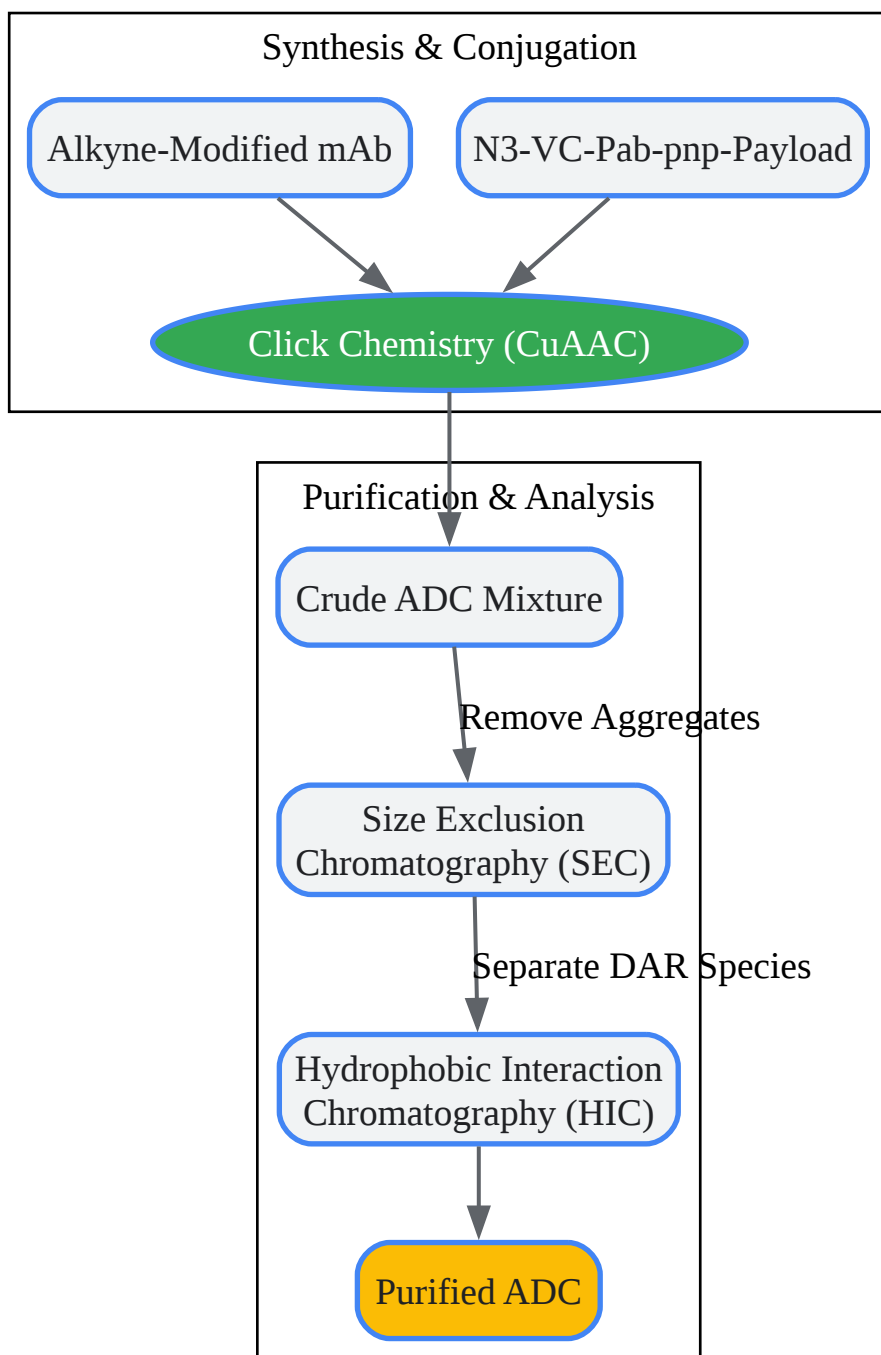 Synthesis & Conjugation
Alkyne-Modified mAb
N3-VC-Pab-pnp-Payload
Click Chemistry (CuAAC)
Purification & Analysis
Crude ADC Mixture
Remove Aggregates
Size Exclusion
Chromatography (SEC)
Separate DAR Species
Hydrophobic Interaction
Chromatography (HIC)
Purified ADC